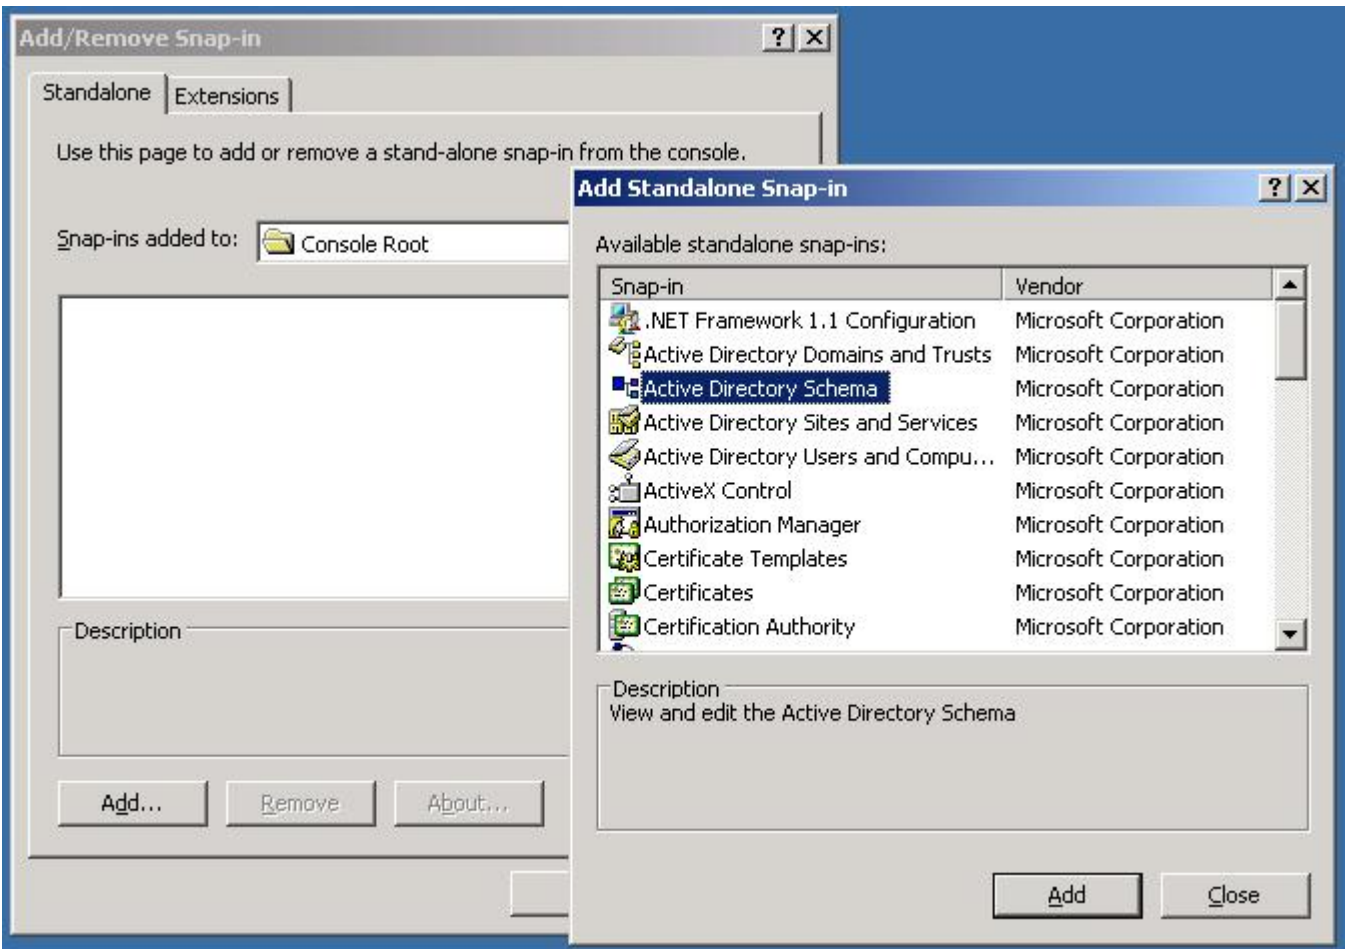 Add/Remove Snap-in
Standalone
Extensions
Use this page to add or remove a stand-alone snap-in from the console.
Snap-ins added to:
Console Root
Description
Add...
Remove
About...
Add Standalone Snap-in
Available standalone snap-ins:
Snap-in Vendor
.NET Framework 1.1 Configuration Microsoft Corporation
Active Directory Domains and Trusts Microsoft Corporation
Active Directory Schema Microsoft Corporation
Active Directory Sites and Services Microsoft Corporation
Active Directory Users and Compu... Microsoft Corporation
ActiveX Control Microsoft Corporation
Authorization Manager Microsoft Corporation
Certificate Templates Microsoft Corporation
Certificates Microsoft Corporation
Certification Authority Microsoft Corporation
Description
View and edit the Active Directory Schema
Add
Close